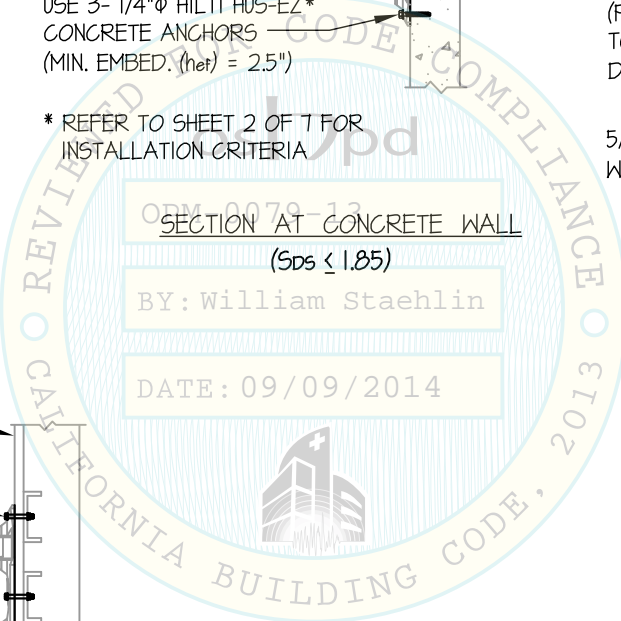 USE 3- 1/4"Φ HILTI HUS-EZ*
CONCRETE ANCHORS
(MIN. EMBED. (hef) = 2.5")
* REFER TO SHEET 2 OF 7 FOR
INSTALLATION CRITERIA
oshpd
OPM-0079-13
SECTION AT CONCRETE WALL
(SDS ≤ 1.85)
BY: William Staehlin
DATE: 09/09/2014
REVIEWED FOR CODE COMPLIANCE
CALIFORNIA BUILDING CODE, 2013
(F
D
5/
W